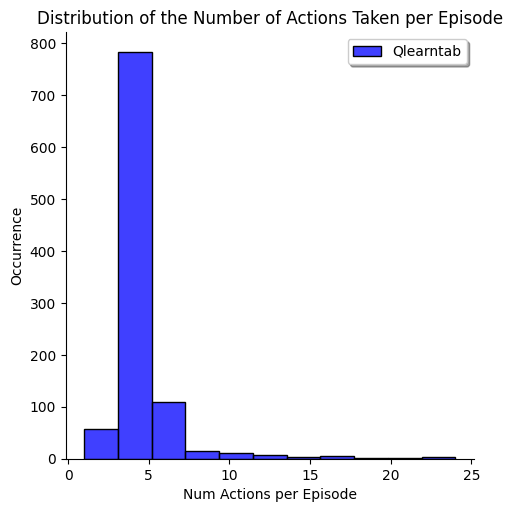 Distribution of the Number of Actions Taken per Episode
Qlearntab
800
700
600
500
400
300
200
100
0
Occurrence
0 5 10 15 20 25
Num Actions per Episode